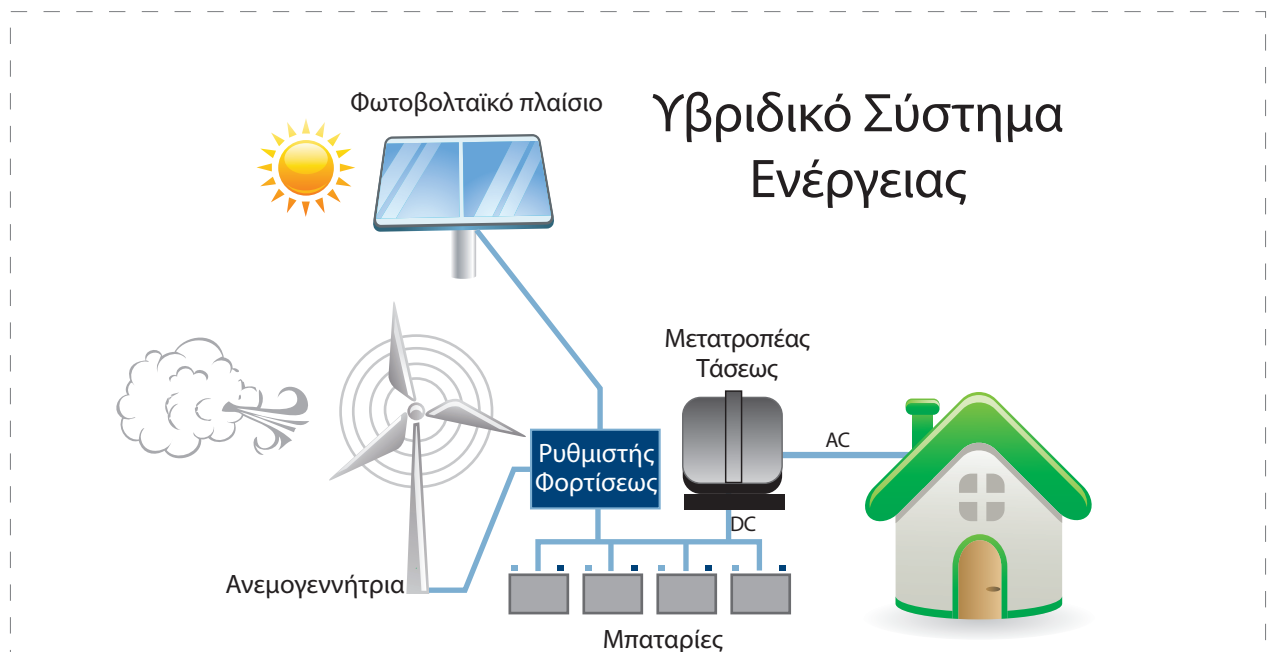 Υβριδικό Σύστημα
Ενέργειας
Φωτοβολταϊκό πλαίσιο
Μετατροπέας
Τάσεως
AC
Ρυθμιστής
Φορτίσεως
DC
Ανεμογεννήτρια
Μπαταρίες